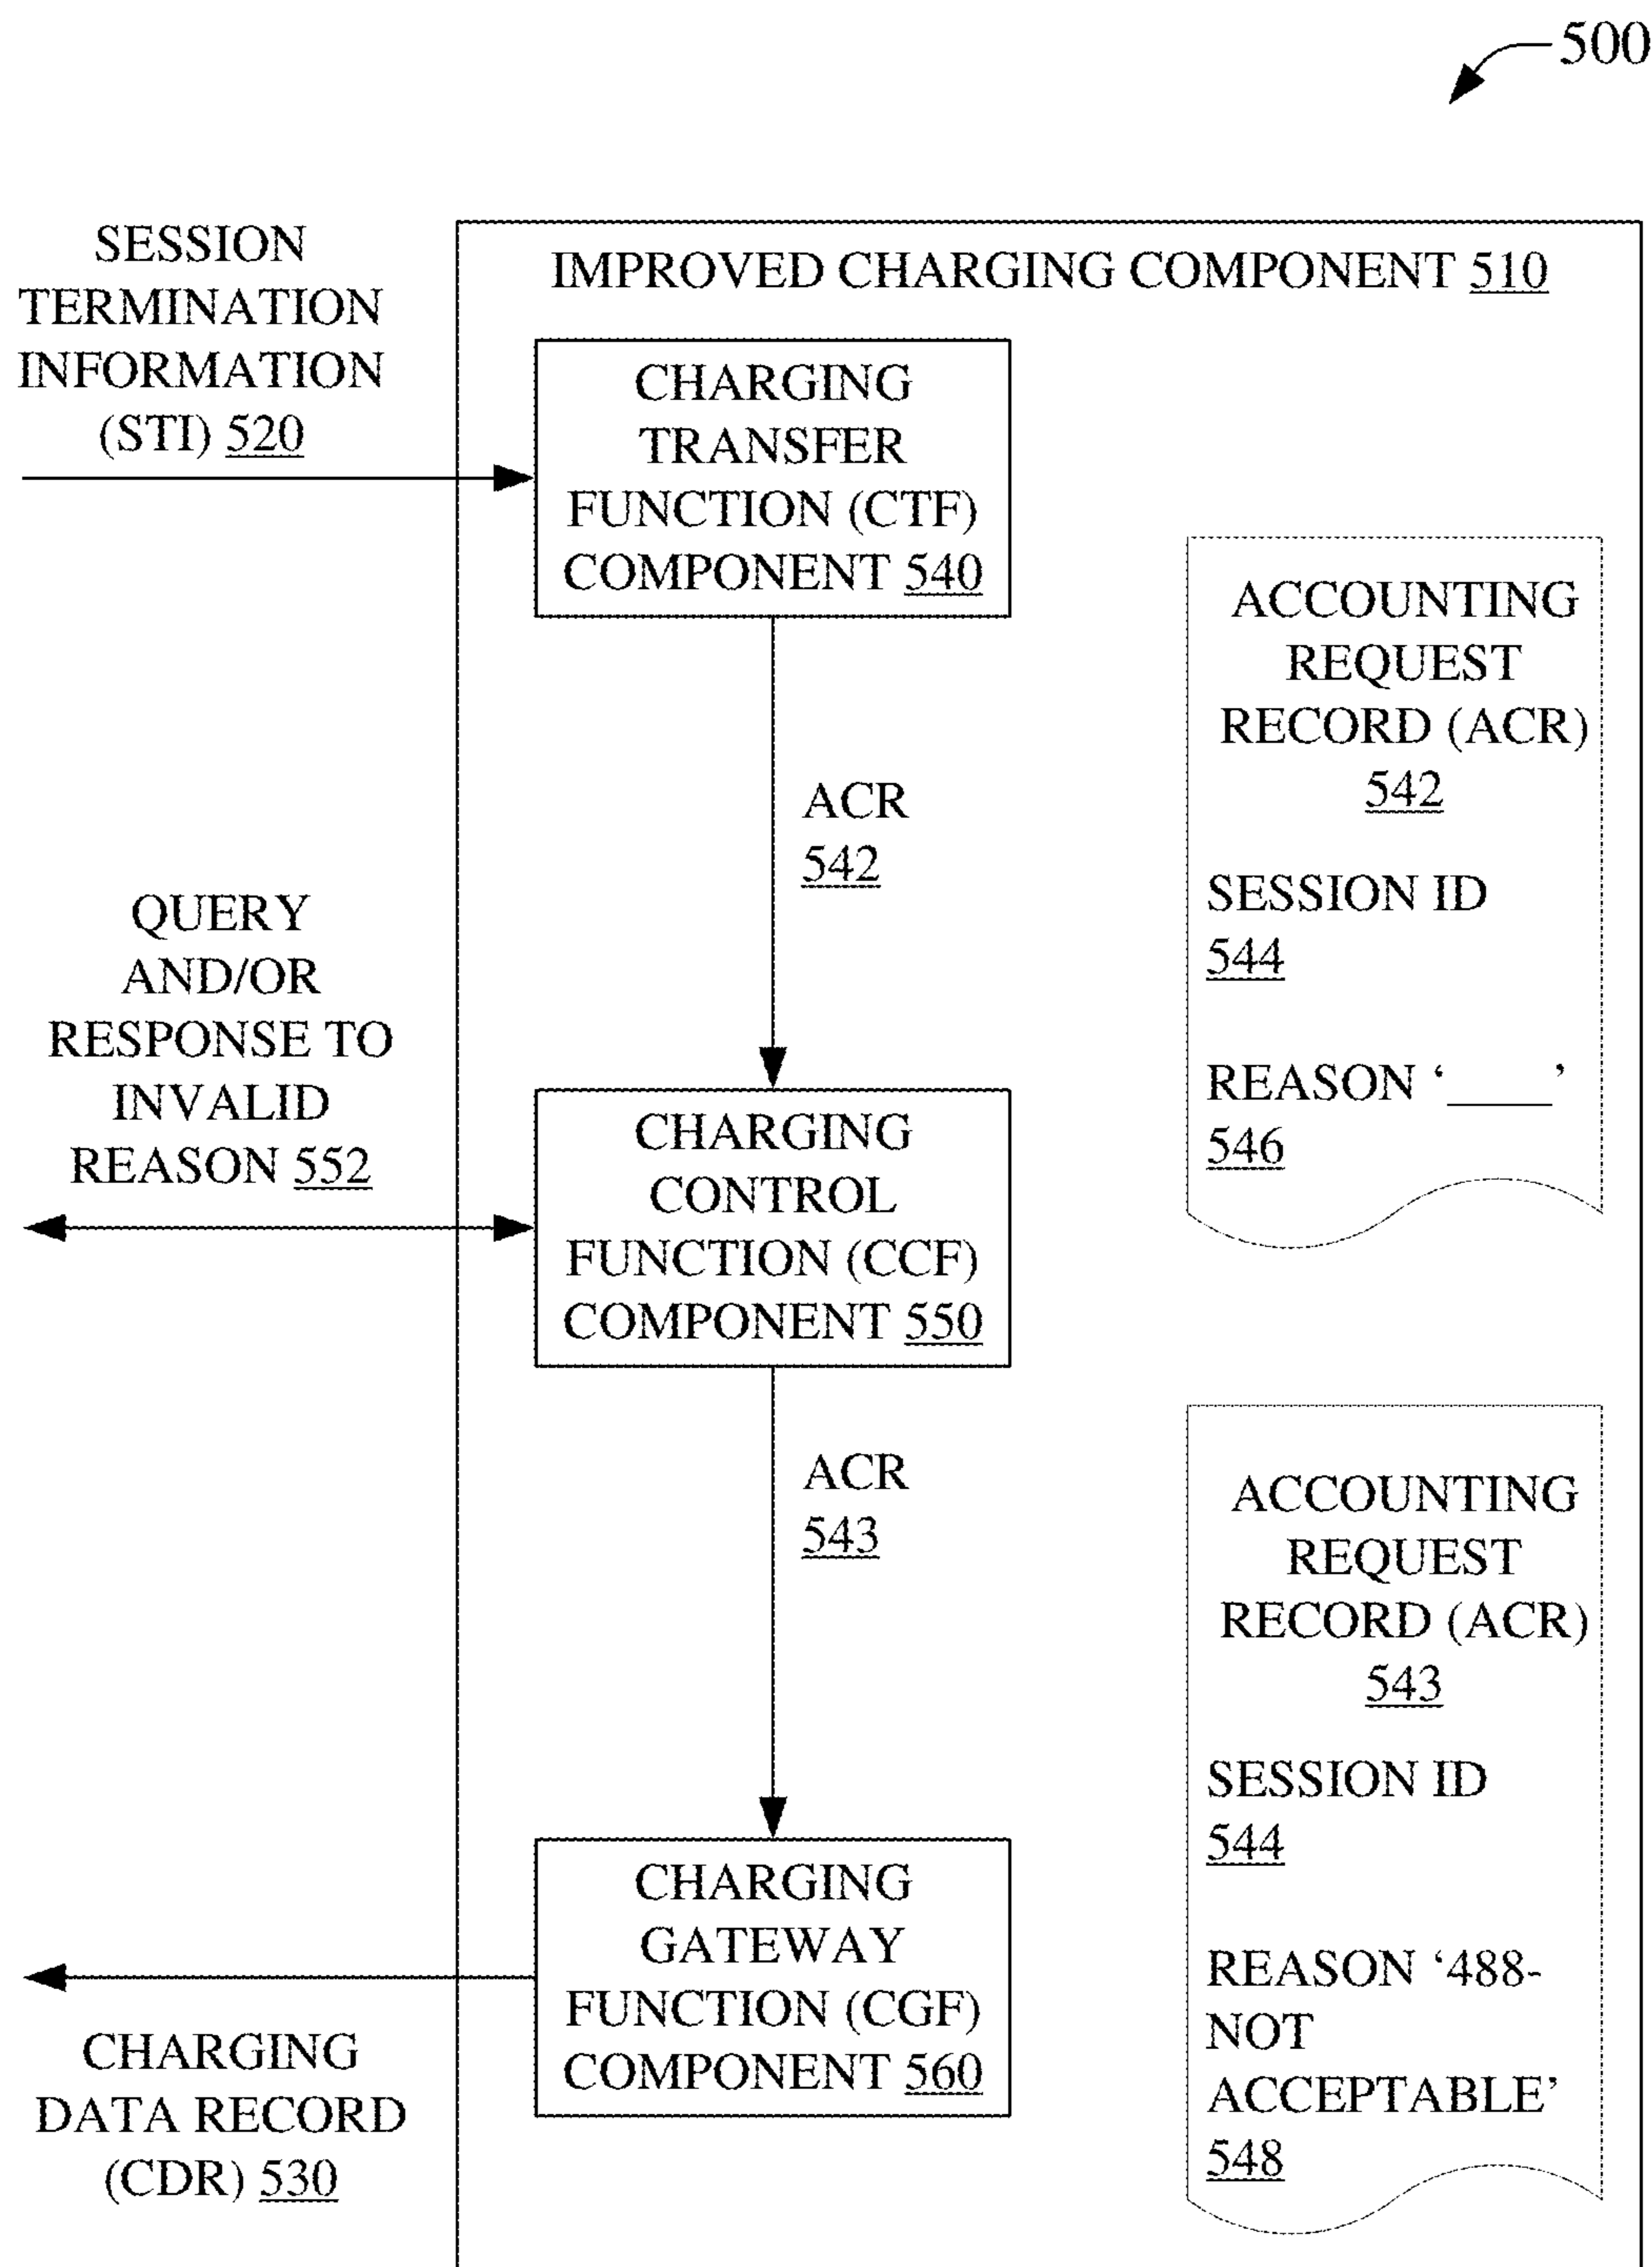 500
SESSION
TERMINATION
INFORMATION
(STI) 520
IMPROVED CHARGING COMPONENT 510
CHARGING
TRANSFER
FUNCTION (CTF)
COMPONENT 540
ACCOUNTING
REQUEST
RECORD (ACR)
542
SESSION ID
544
REASON ‘____’
546
ACR
542
QUERY
AND/OR
RESPONSE TO
INVALID
REASON 552
CHARGING
CONTROL
FUNCTION (CCF)
COMPONENT 550
ACR
543
ACCOUNTING
REQUEST
RECORD (ACR)
543
SESSION ID
544
REASON ‘488-
NOT
ACCEPTABLE’
548
CHARGING
GATEWAY
FUNCTION (CGF)
COMPONENT 560
CHARGING
DATA RECORD
(CDR) 530